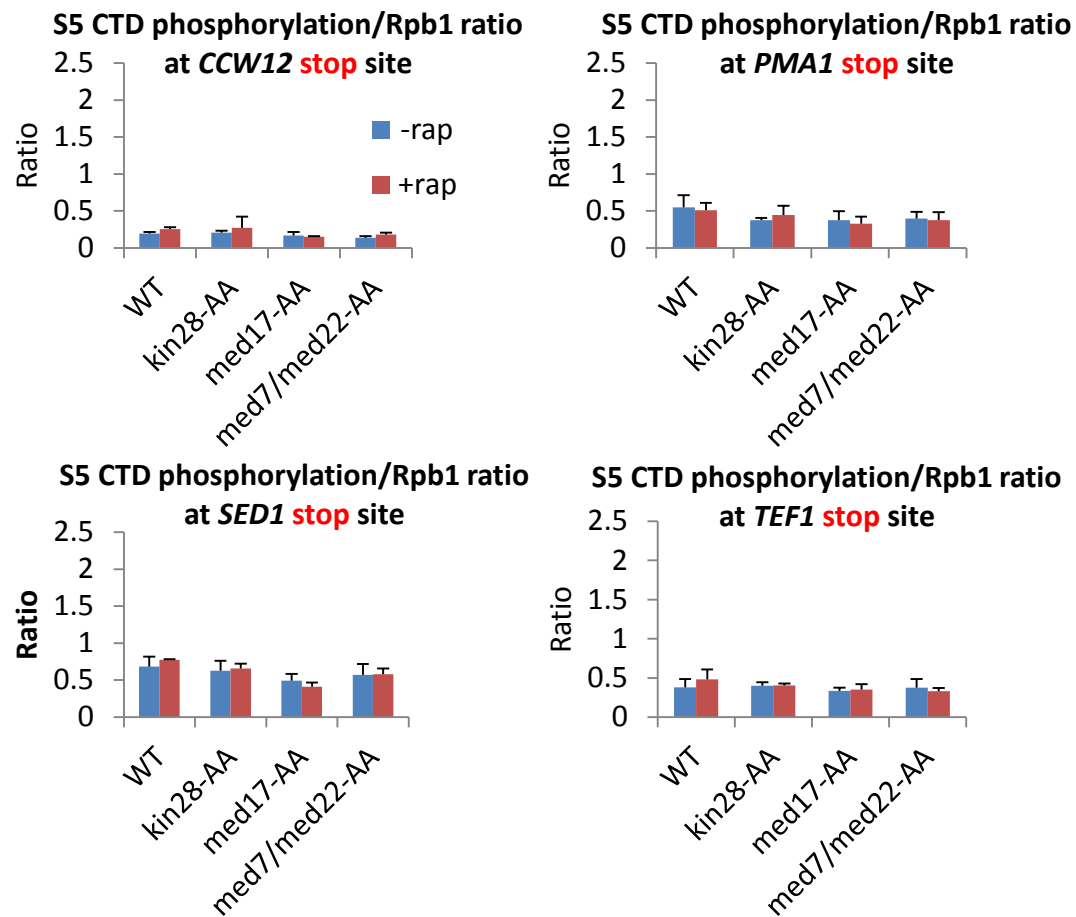 S5 CTD phosphorylation/Rpb1 ratio
at CCW12 stop site
2.5
2
1.5
1
0.5
0
Ratio
-rap
+rap
WT
kin28-AA
med17-AA
med7/med22-AA
S5 CTD phosphorylation/Rpb1 ratio
at PMA1 stop site
2.5
2
1.5
1
0.5
0
Ratio
WT
kin28-AA
med17-AA
med7/med22-AA
S5 CTD phosphorylation/Rpb1 ratio
at SED1 stop site
2.5
2
1.5
1
0.5
0
Ratio
WT
kin28-AA
med17-AA
med7/med22-AA
S5 CTD phosphorylation/Rpb1 ratio
at TEF1 stop site
2.5
2
1.5
1
0.5
0
Ratio
WT
kin28-AA
med17-AA
med7/med22-AA